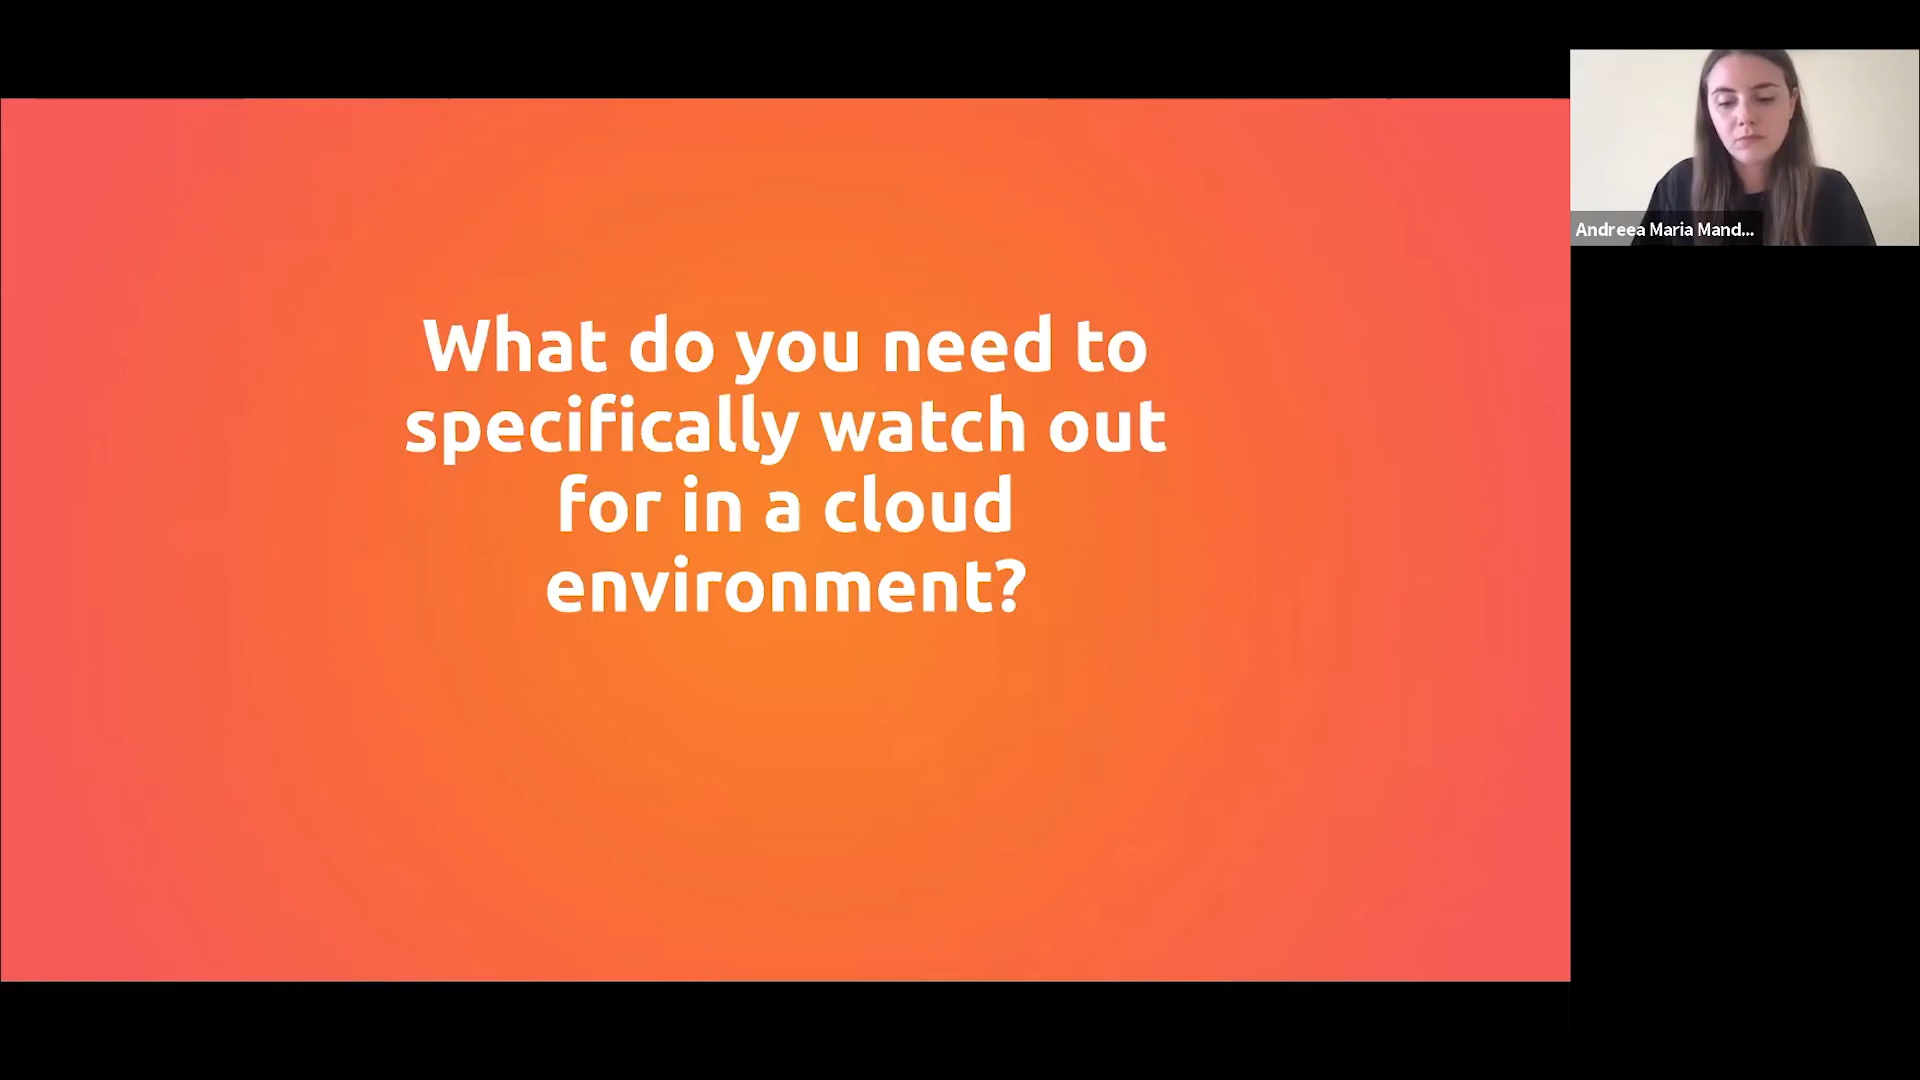 What do you need to
specifically watch out
for in a cloud
environment?
Andreea Maria Mand...